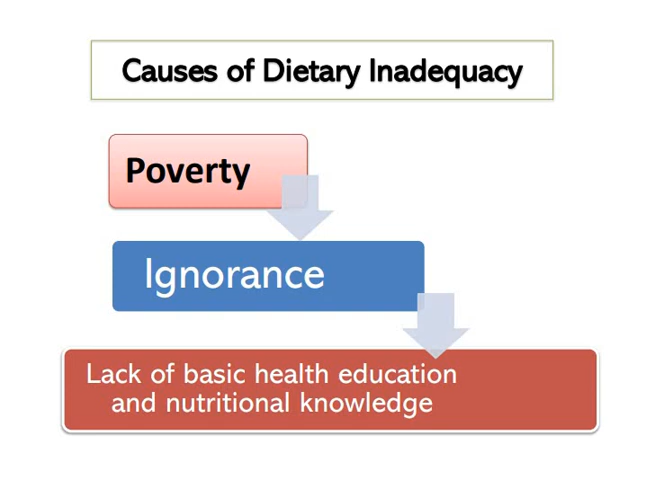 Causes of Dietary Inadequacy
Poverty
Ignorance
Lack of basic health education
and nutritional knowledge